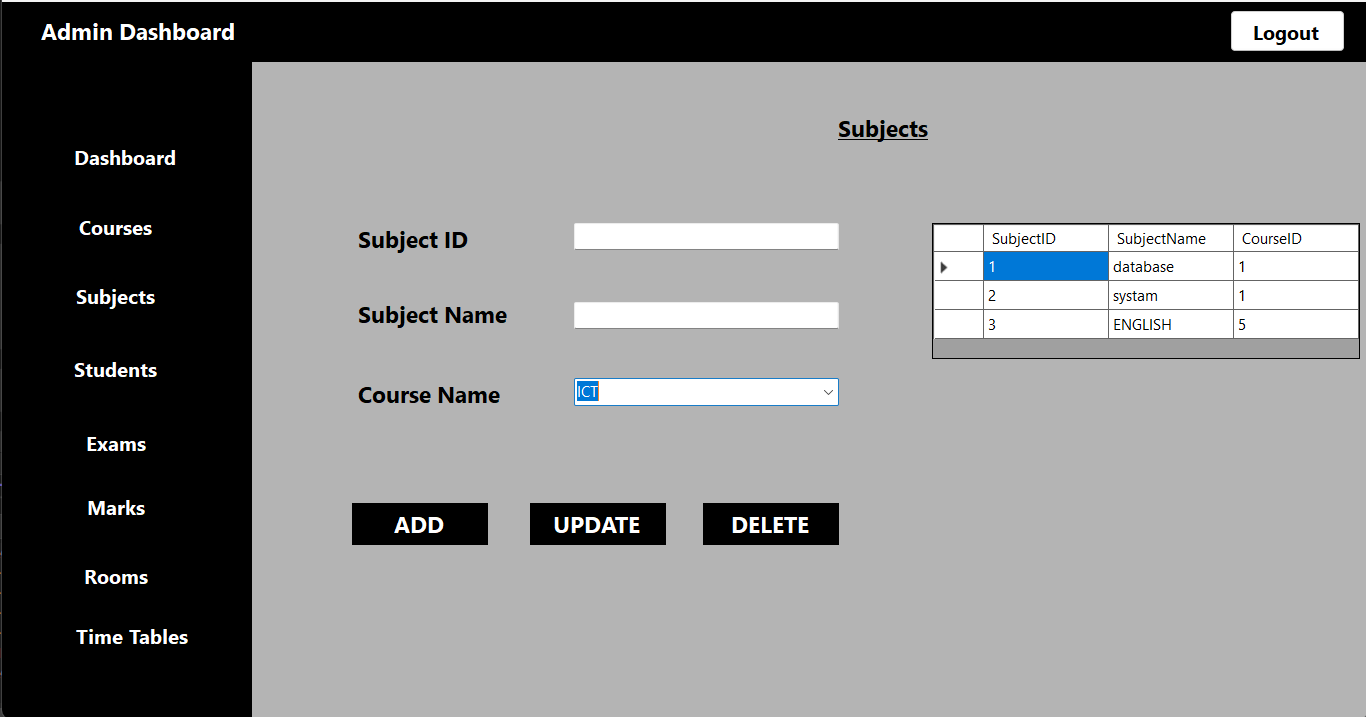 Admin Dashboard
Logout
Dashboard
Courses
Subjects
Students
Exams
Marks
Rooms
Time Tables
Subjects
Subject ID
Subject Name
Course Name
ICT
ADD UPDATE DELETE
SubjectID SubjectName CourseID
1 database 1
2 systam 1
3 ENGLISH 5